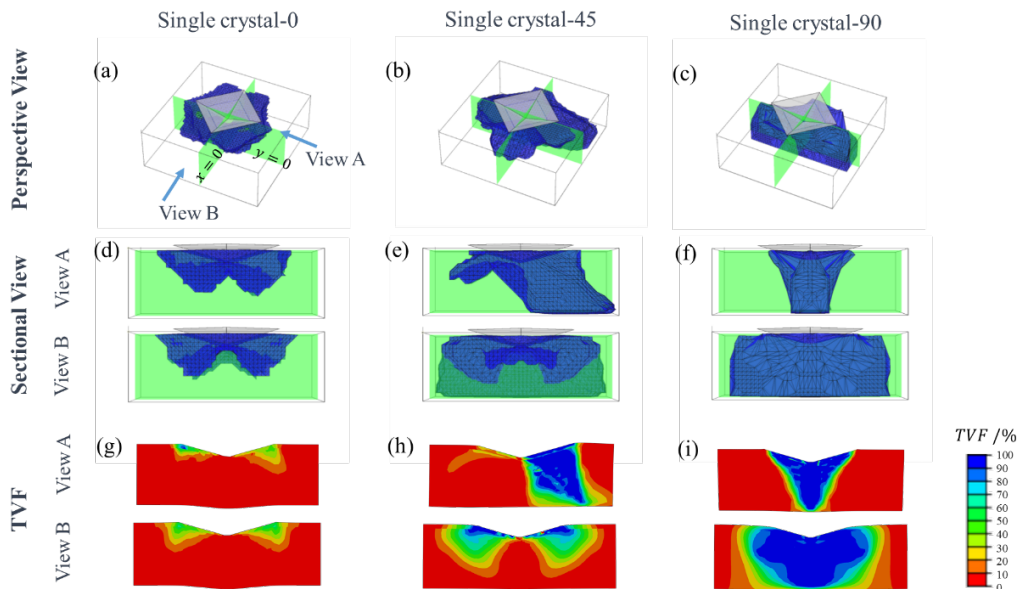 Single crystal-0
Single crystal-45
Single crystal-90
Perspective View
(a)
(b)
(c)
x = 0
y = 0
View A
View B
Sectional View
View A
(d)
(e)
(f)
View B
TVF
View A
(g)
(h)
(i)
View B
TVF /%
100
90
80
70
60
50
40
30
20
10
0